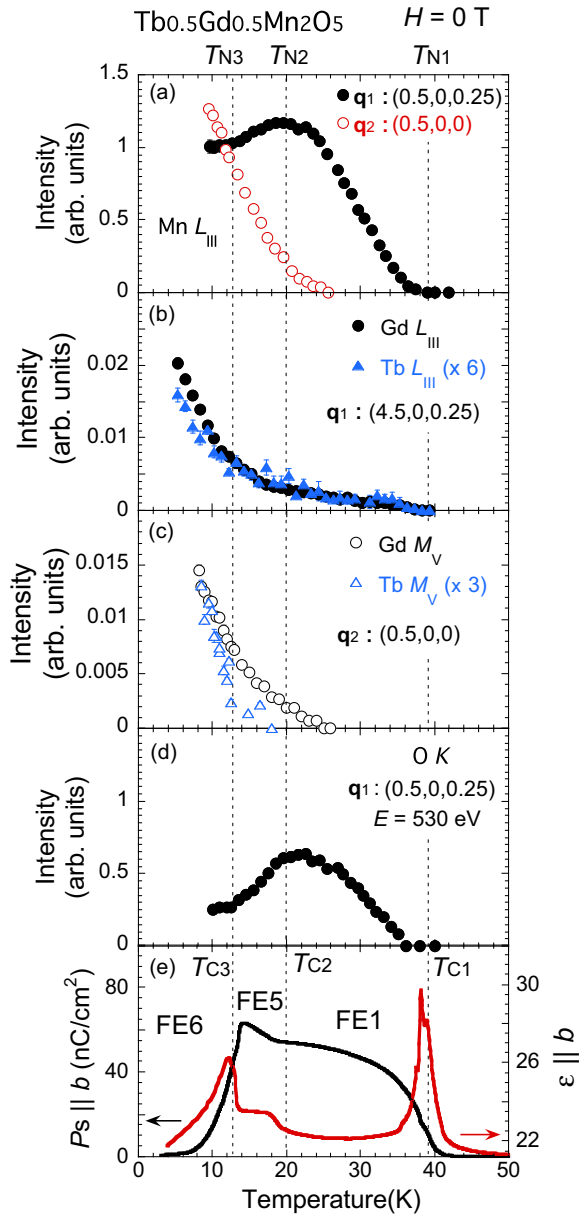 Tb0.5Gd0.5Mn2O5 H = 0 T
TN3 TN2 TN1
1.5
1
0.5
0
Intensity
(arb. units)
(a)
q1 : (0.5,0,0.25)
q2 : (0.5,0,0)
Mn LIII
0.02
0.01
0
Intensity
(arb. units)
(b)
Gd LIII
Tb LIII (x 6)
q1 : (4.5,0,0.25)
0.015
0.01
0.005
0
Intensity
(arb. units)
(c)
Gd MV
Tb MV (x 3)
q2 : (0.5,0,0)
1
0.5
0
Intensity
(arb. units)
(d)
O K
q1 : (0.5,0,0.25)
E = 530 eV
(e)
TC3 TC2 TC1
FE6 FE5 FE1
80
60
40
20
0
Ps || b (nC/cm2)
30
28
26
24
22
ε || b
0 10 20 30 40 50
Temperature(K)